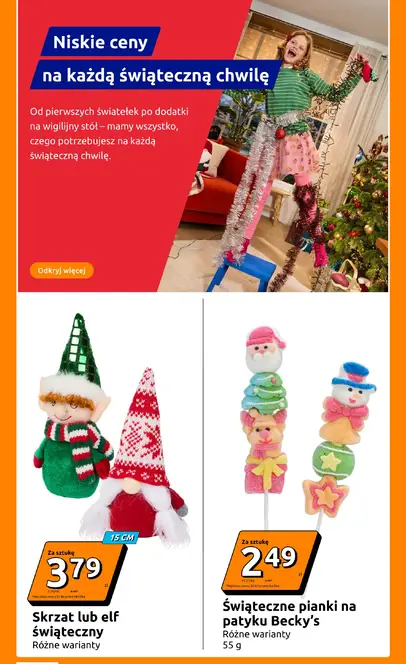 Niskie ceny
na każdą świąteczną chwilę
Od pierwszych światełek po dodatki
na wigilijny stół – mamy wszystko,
czego potrzebujesz na każdą
świąteczną chwilę.
Odkryj więcej
15 CM
Za sztukę
3.79
zł
Skrzat lub elf
świąteczny
Różne warianty
Za sztukę
2.49
zł
Świąteczne pianki na
patyku Becky's
Różne warianty
55 g